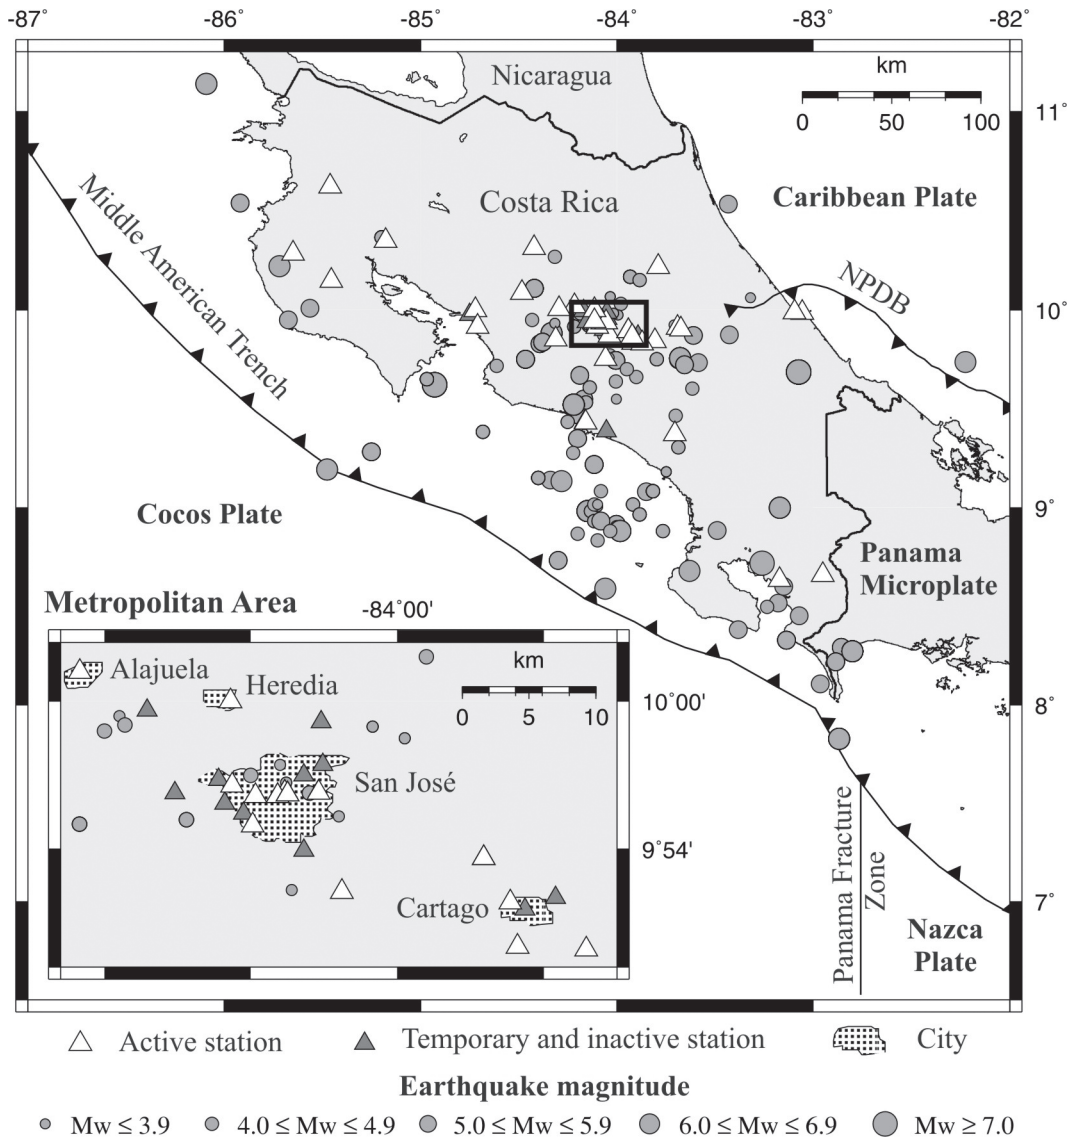 -87˚ -86˚ -85˚ -84˚ -83˚ -82˚
Nicaragua
km
0 50 100
11˚
Costa Rica
Caribbean Plate
Middle American Trench
NPDB
10˚
Cocos Plate
9˚
Panama
Microplate
Metropolitan Area
-84˚00'
Alajuela
Heredia
km
0 5 10
10˚00'
8˚
San José
9˚54'
Cartago
Panama Fracture
Zone
7˚
Nazca
Plate
Active station Temporary and inactive station City
Earthquake magnitude
Mw ≤ 3.9 4.0 ≤ Mw ≤ 4.9 5.0 ≤ Mw ≤ 5.9 6.0 ≤ Mw ≤ 6.9 Mw ≥ 7.0